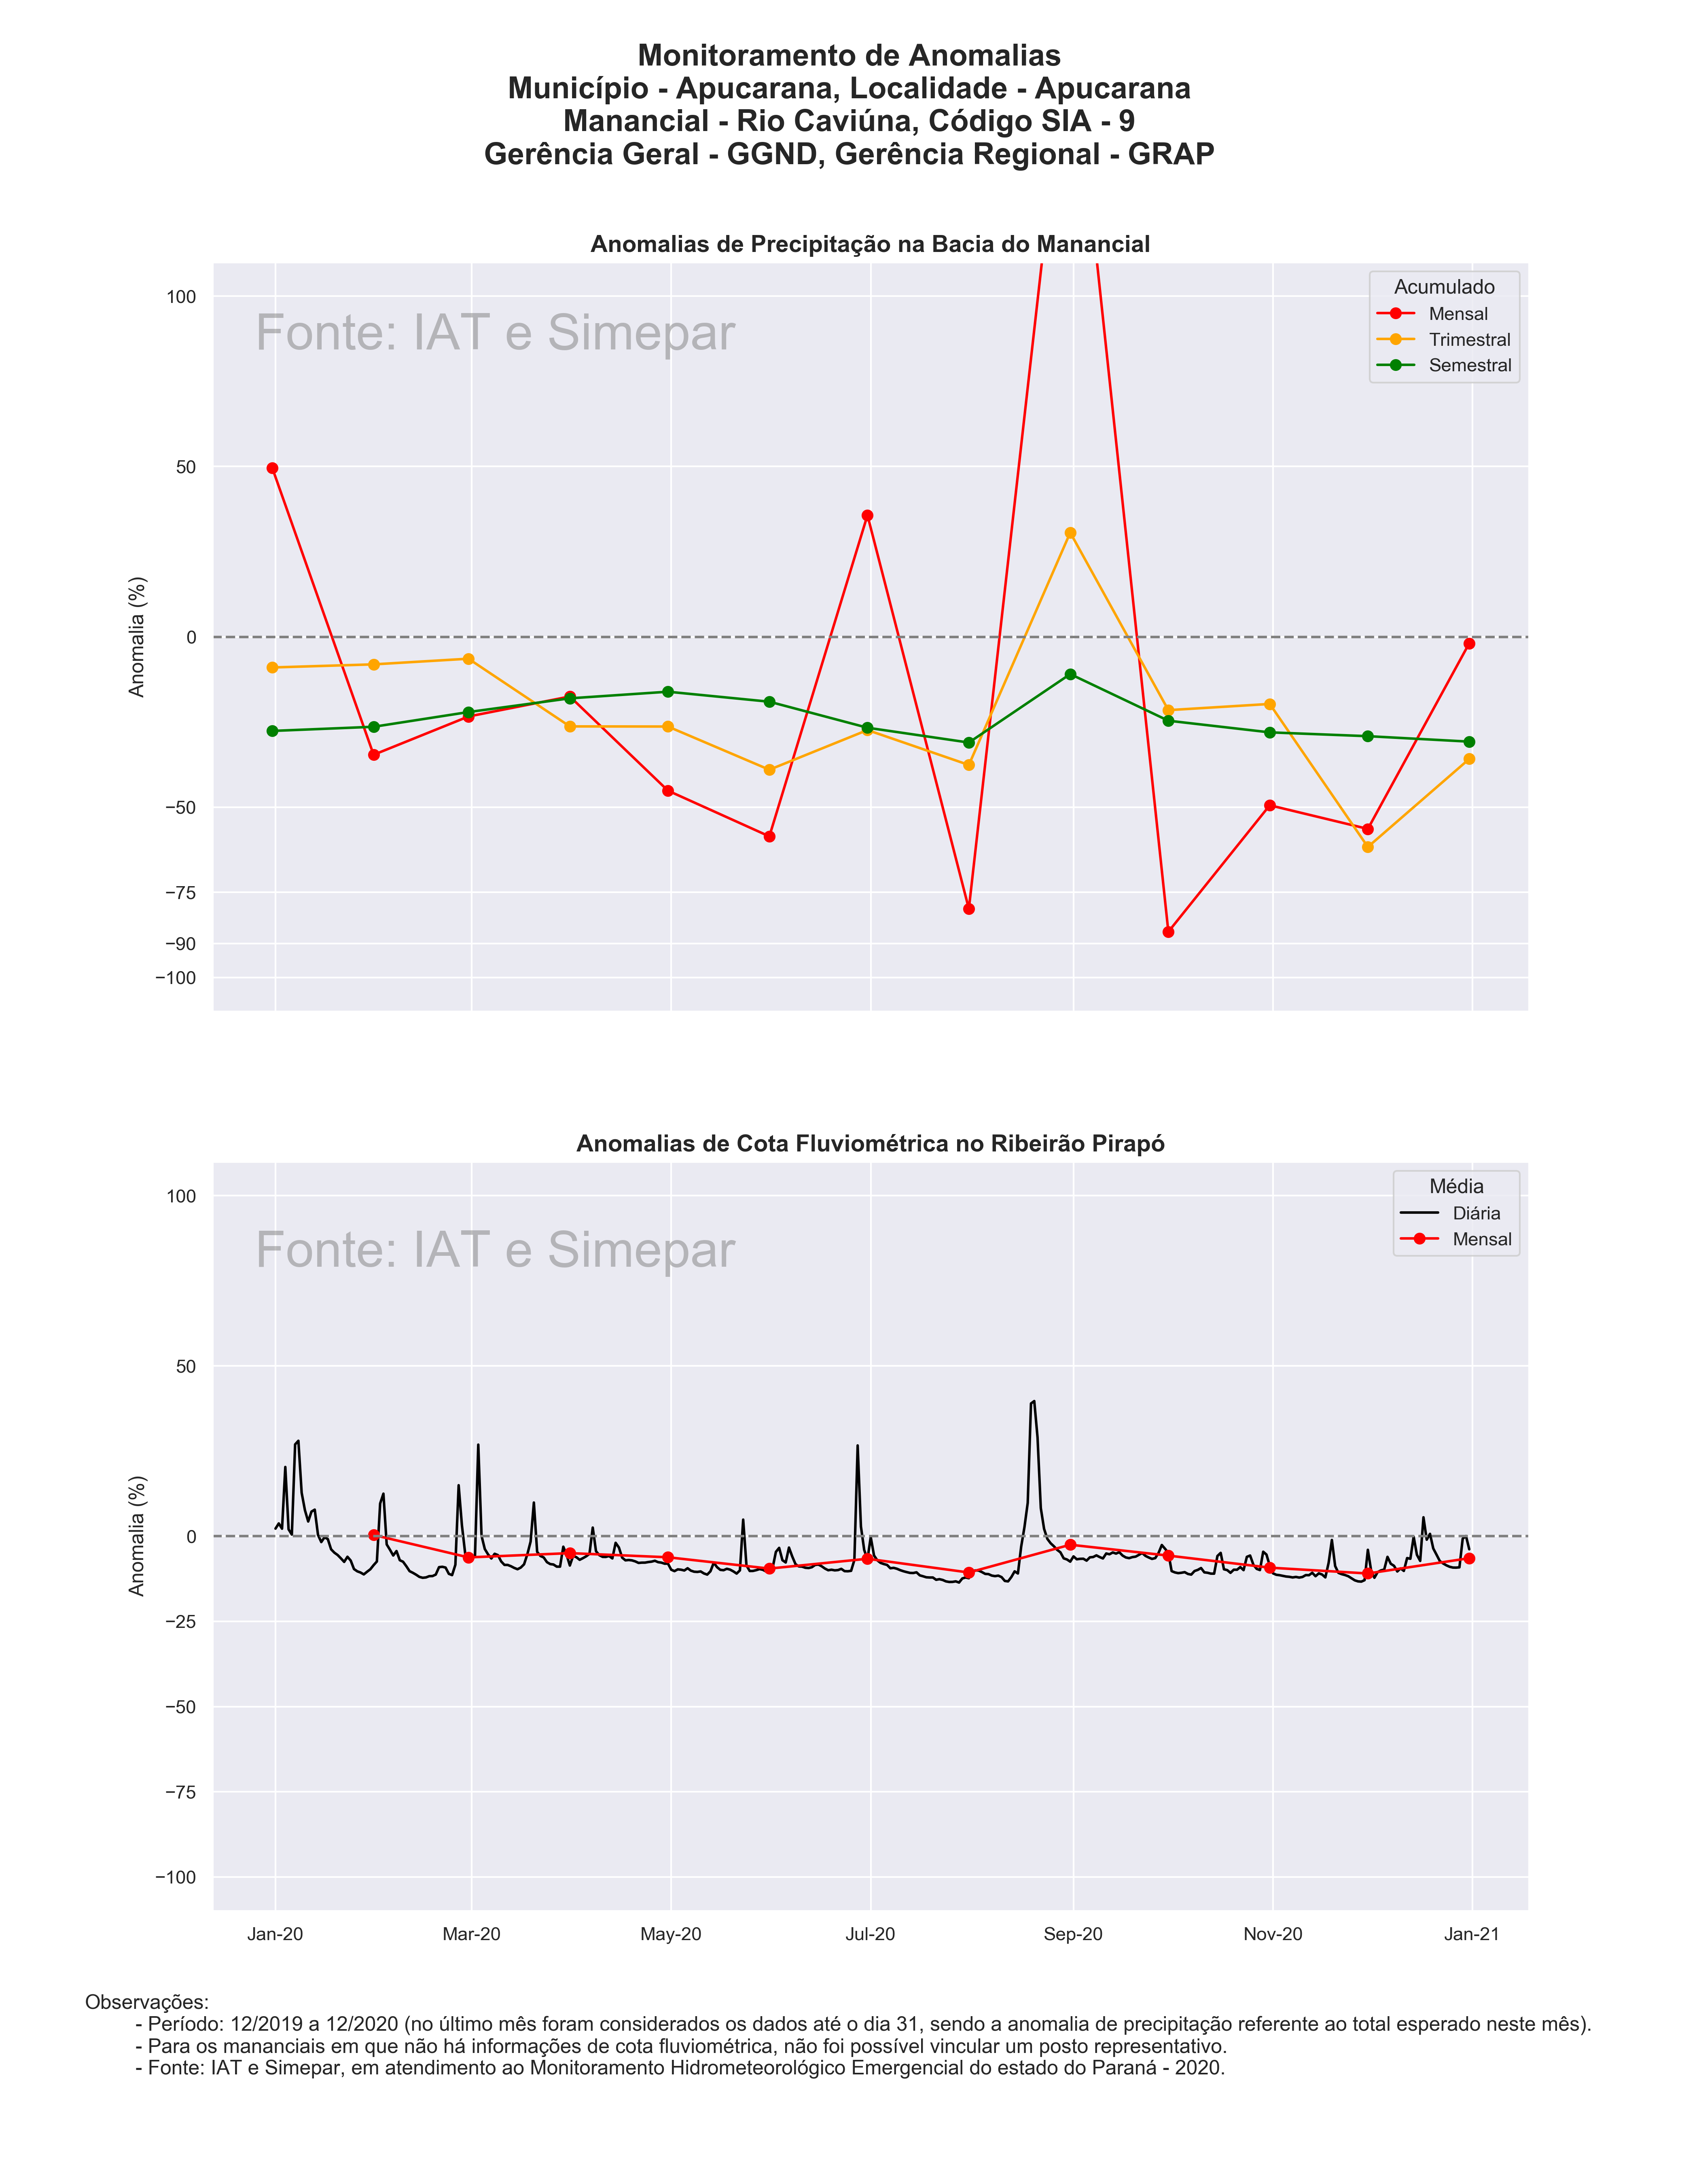 Monitoramento de Anomalias
Município - Apucarana, Localidade - Apucarana
Manancial - Rio Caviúna, Código SIA - 9
Gerência Geral - GGND, Gerência Regional - GRAP
Anomalias de Precipitação na Bacia do Manancial
Fonte: IAT e Simepar
Acumulado
Mensal
Trimestral
Semestral
Anomalia (%)
100
50
0
−50
−75
−90
−100
Anomalias de Cota Fluviométrica no Ribeirão Pirapó
Fonte: IAT e Simepar
Média
Diária
Mensal
Anomalia (%)
100
50
0
−25
−50
−75
−100
Jan-20 Mar-20 May-20 Jul-20 Sep-20 Nov-20 Jan-21
Observações:
- Período: 12/2019 a 12/2020 (no último mês foram considerados os dados até o dia 31, sendo a anomalia de precipitação referente ao total esperado neste mês).
- Para os mananciais em que não há informações de cota fluviométrica, não foi possível vincular um posto representativo.
- Fonte: IAT e Simepar, em atendimento ao Monitoramento Hidrometeorológico Emergencial do estado do Paraná - 2020.